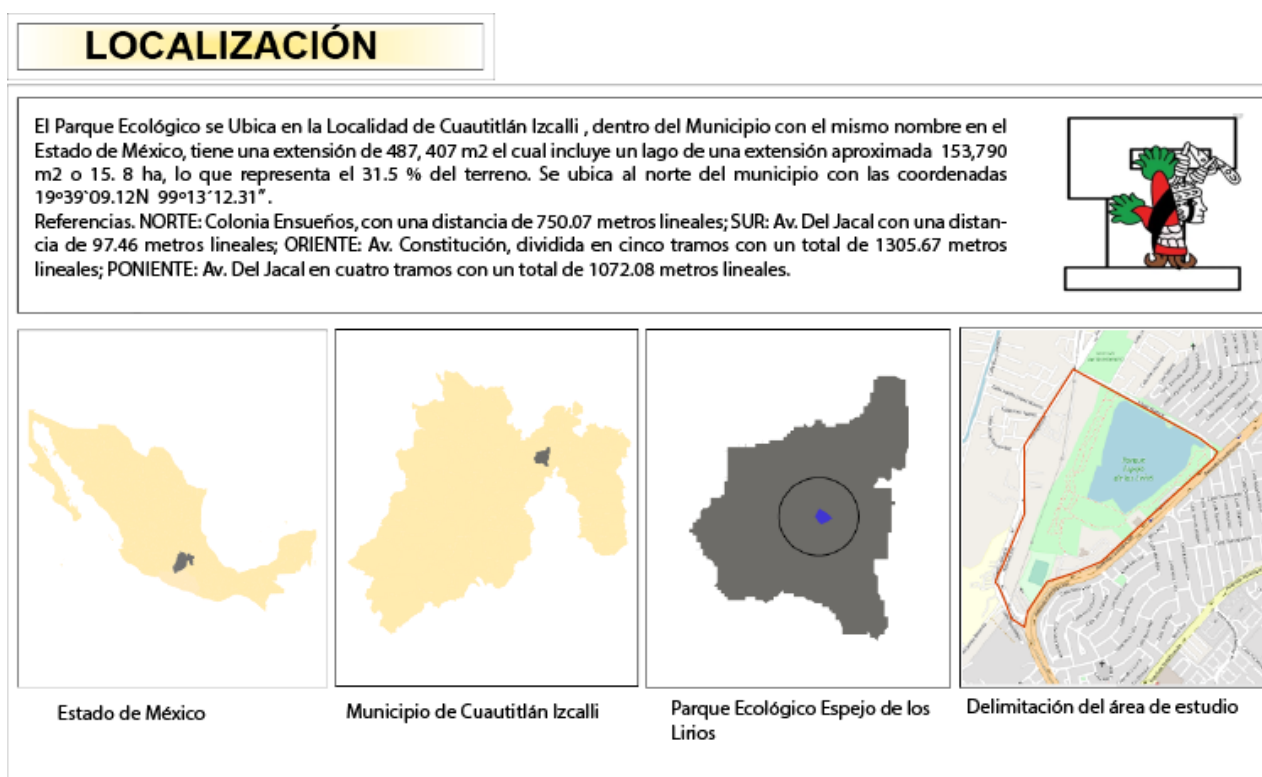 LOCALIZACIÓN
El Parque Ecológico se Ubica en la Localidad de Cuautitlán Izcalli , dentro del Municipio con el mismo nombre en el
Estado de México, tiene una extensión de 487, 407 m2 el cual incluye un lago de una extensión aproximada 153,790
m2 o 15. 8 ha, lo que representa el 31.5 % del terreno. Se ubica al norte del municipio con las coordenadas
19º39`09.12N 99º13´12.31”.
Referencias. NORTE: Colonia Ensueños, con una distancia de 750.07 metros lineales; SUR: Av. Del Jacal con una distan-
cia de 97.46 metros lineales; ORIENTE: Av. Constitución, dividida en cinco tramos con un total de 1305.67 metros
lineales; PONIENTE: Av. Del Jacal en cuatro tramos con un total de 1072.08 metros lineales.
Parque
Espejo
de los Lirios
Estado de México
Municipio de Cuautitlán Izcalli
Parque Ecológico Espejo de los
Lirios
Delimitación del área de estudio